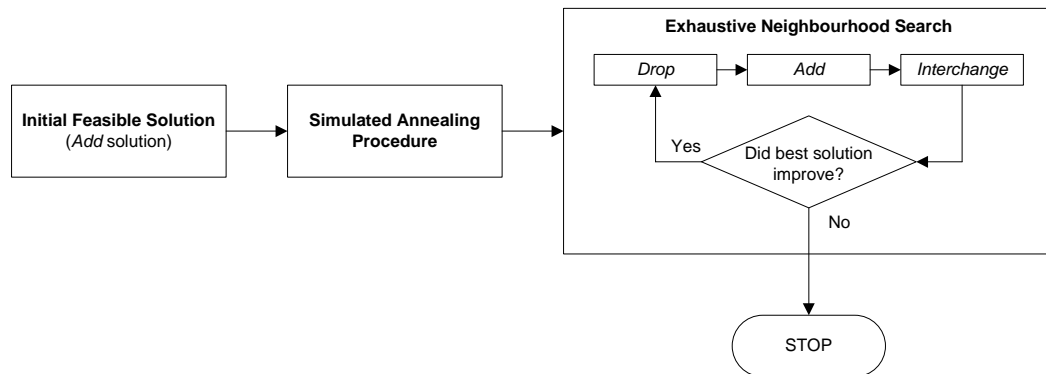 Exhaustive Neighbourhood Search
Drop
Add
Interchange
Initial Feasible Solution
(Add solution)
Simulated Annealing
Procedure
Did best solution
improve?
Yes
No
STOP